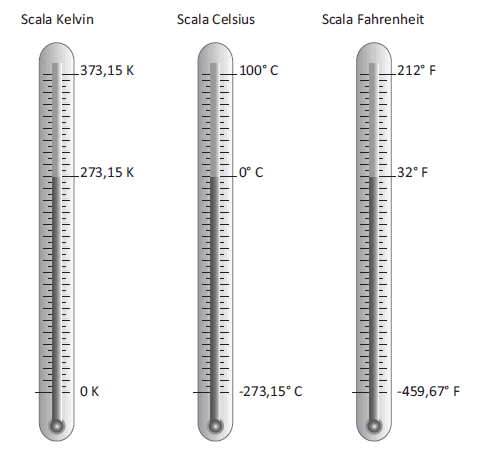 Scala Kelvin
373,15 K
273,15 K
0 K
Scala Celsius
100° C
0° C
-273,15° C
Scala Fahrenheit
212° F
32° F
-459,67° F